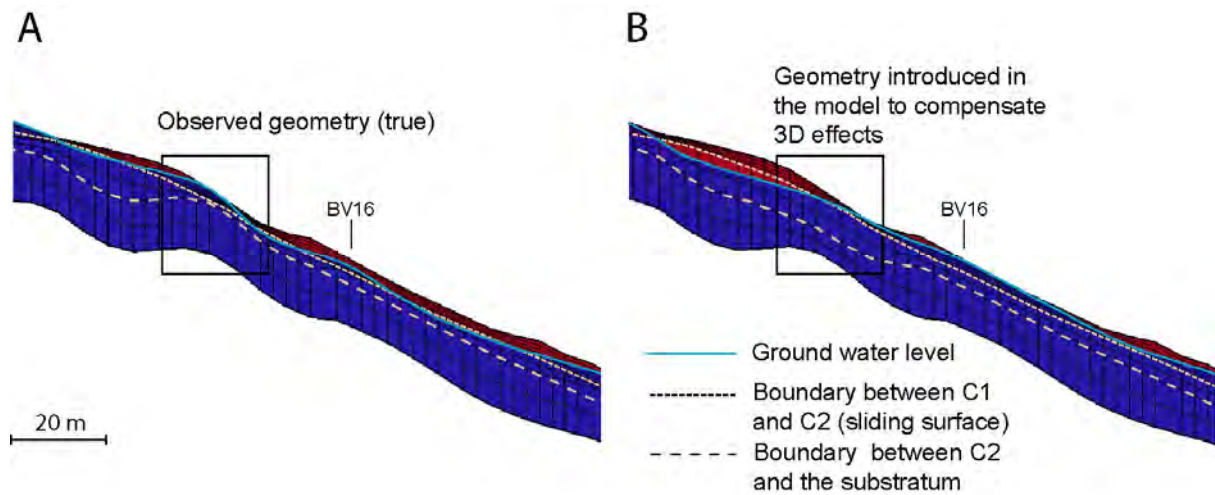 A
Observed geometry (true)
BV16
20 m
B
Geometry introduced in
the model to compensate
3D effects
BV16
Ground water level
Boundary between C1
and C2 (sliding surface)
Boundary between C2
and the substratum